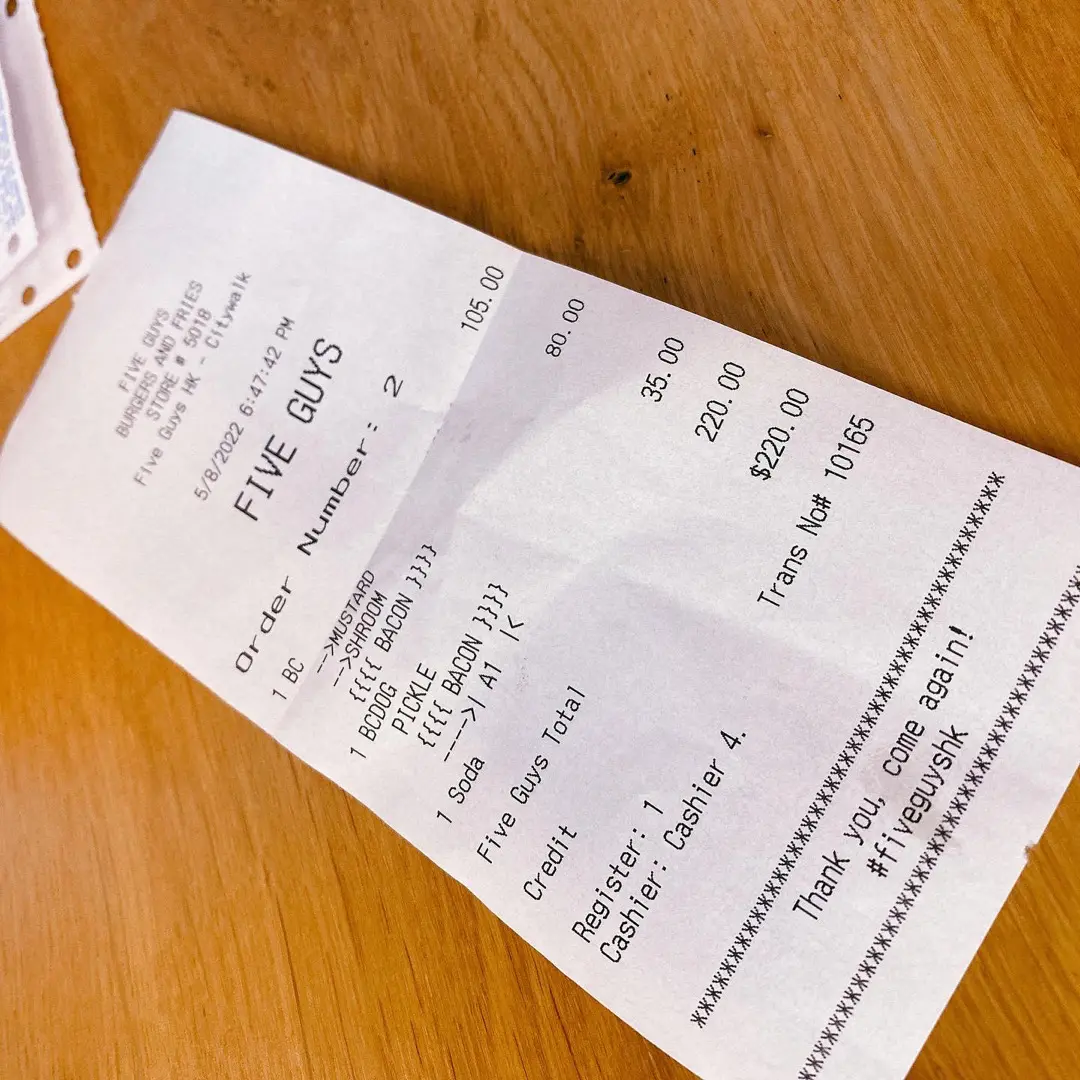 FIVE GUYS
BURGERS AND FRIES
STORE # 5018
Five Guys HK - Citywalk
5/8/2022 6:47:42 PM
FIVE GUYS
Order Number: 2
1 BC 105.00
-->MUSTARD
-->SHROOM
{{{{ BACON }}}}
1 BCDOG 80.00
PICKLE
{{{{ BACON }}}}
---->| A1 |<
1 Soda 35.00
Five Guys Total 220.00
Credit $220.00
Register: 1 Trans No# 10165
Cashier: Cashier 4.
*******************************************
Thank you, come again!
#fiveguyshk
*******************************************